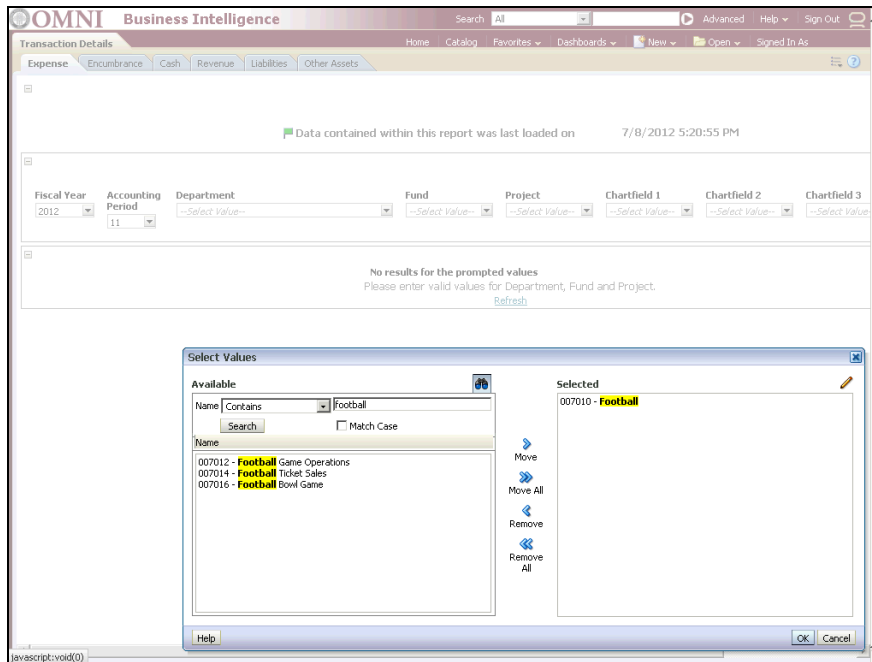 OMNI Business Intelligence Search All Advanced Help Sign Out
Transaction Details Home Catalog Favorites Dashboards New Open Signed In As
Expense Encumbrance Cash Revenue Liabilities Other Assets
Data contained within this report was last loaded on 7/8/2012 5:20:55 PM
Fiscal Year Accounting Period Department Fund Project Chartfield 1 Chartfield 2 Chartfield 3
2012 11 --Select Value-- --Select Value-- --Select Value-- --Select Value-- --Select Value-- --Select Value
No results for the prompted values
Please enter valid values for Department, Fund and Project.
Refresh
Select Values
Available
Name Contains football
Search Match Case
Name
007012 - Football Game Operations
007014 - Football Ticket Sales
007016 - Football Bowl Game
Move
Move All
Remove
Remove All
Selected
007010 - Football
Help OK Cancel
javascript:void(0)